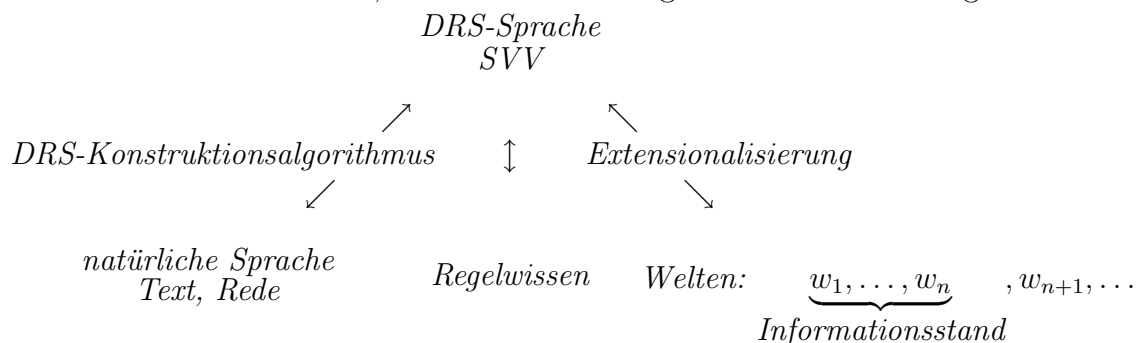 DRS-Sprache
SVV
DRS-Konstruktionsalgorithmus ↕ Extensionalisierung
natürliche Sprache
Text, Rede
Regelwissen Welten: w₁, …, wₙ , wₙ₊₁, …
Informationsstand